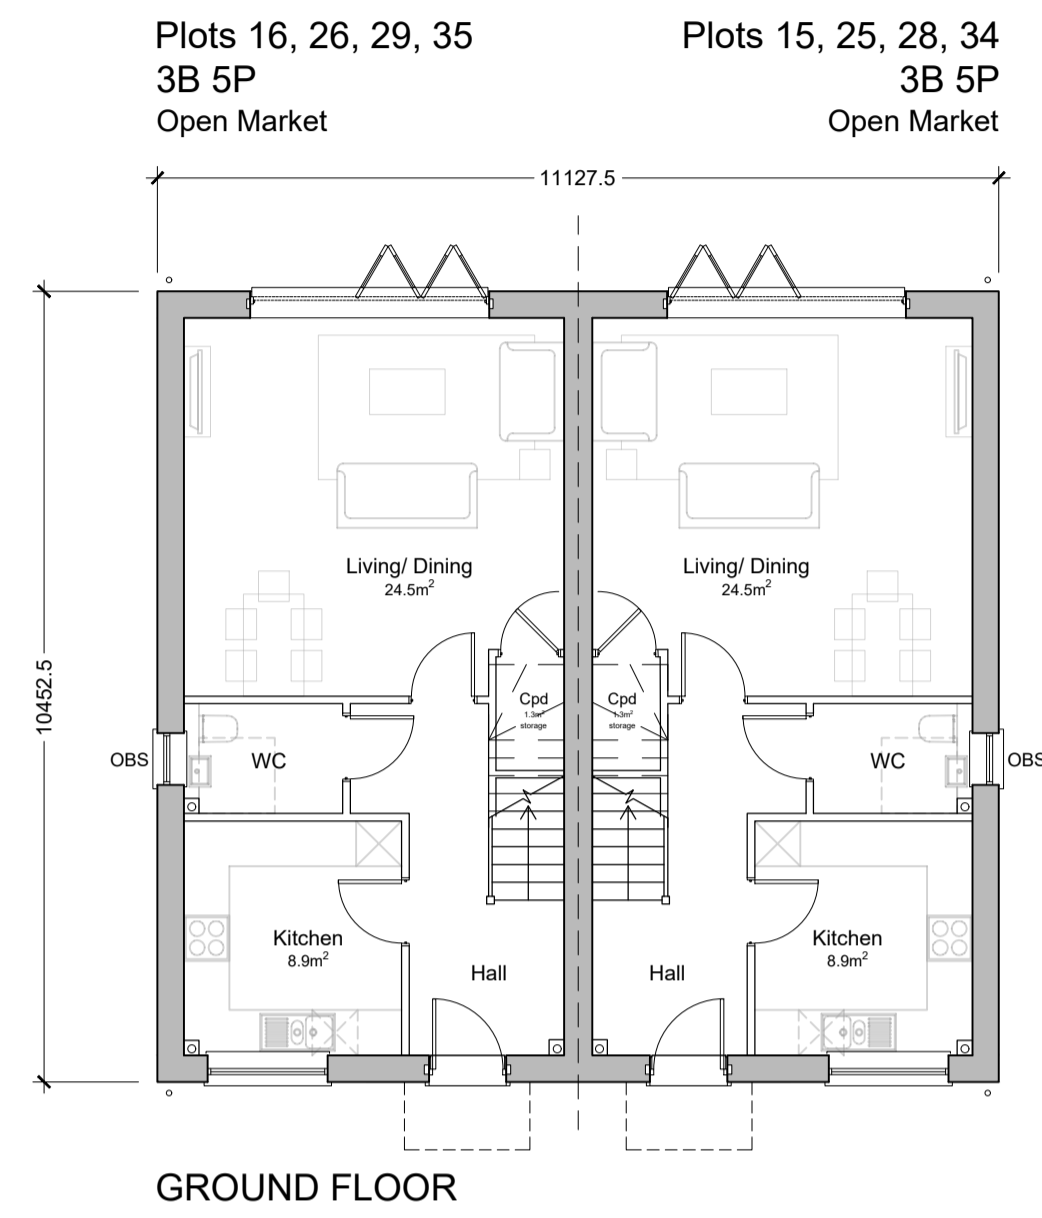 Plots 16, 26, 29, 35
3B 5P
Open Market
Plots 15, 25, 28, 34
3B 5P
Open Market
11127.5
10452.5
Living/ Dining
24.5m²
Living/ Dining
24.5m²
Cpd
1.3m²
storage
Cpd
1.3m²
storage
OBS
WC
WC
OBS
Kitchen
8.9m²
Hall
Hall
Kitchen
8.9m²
GROUND FLOOR